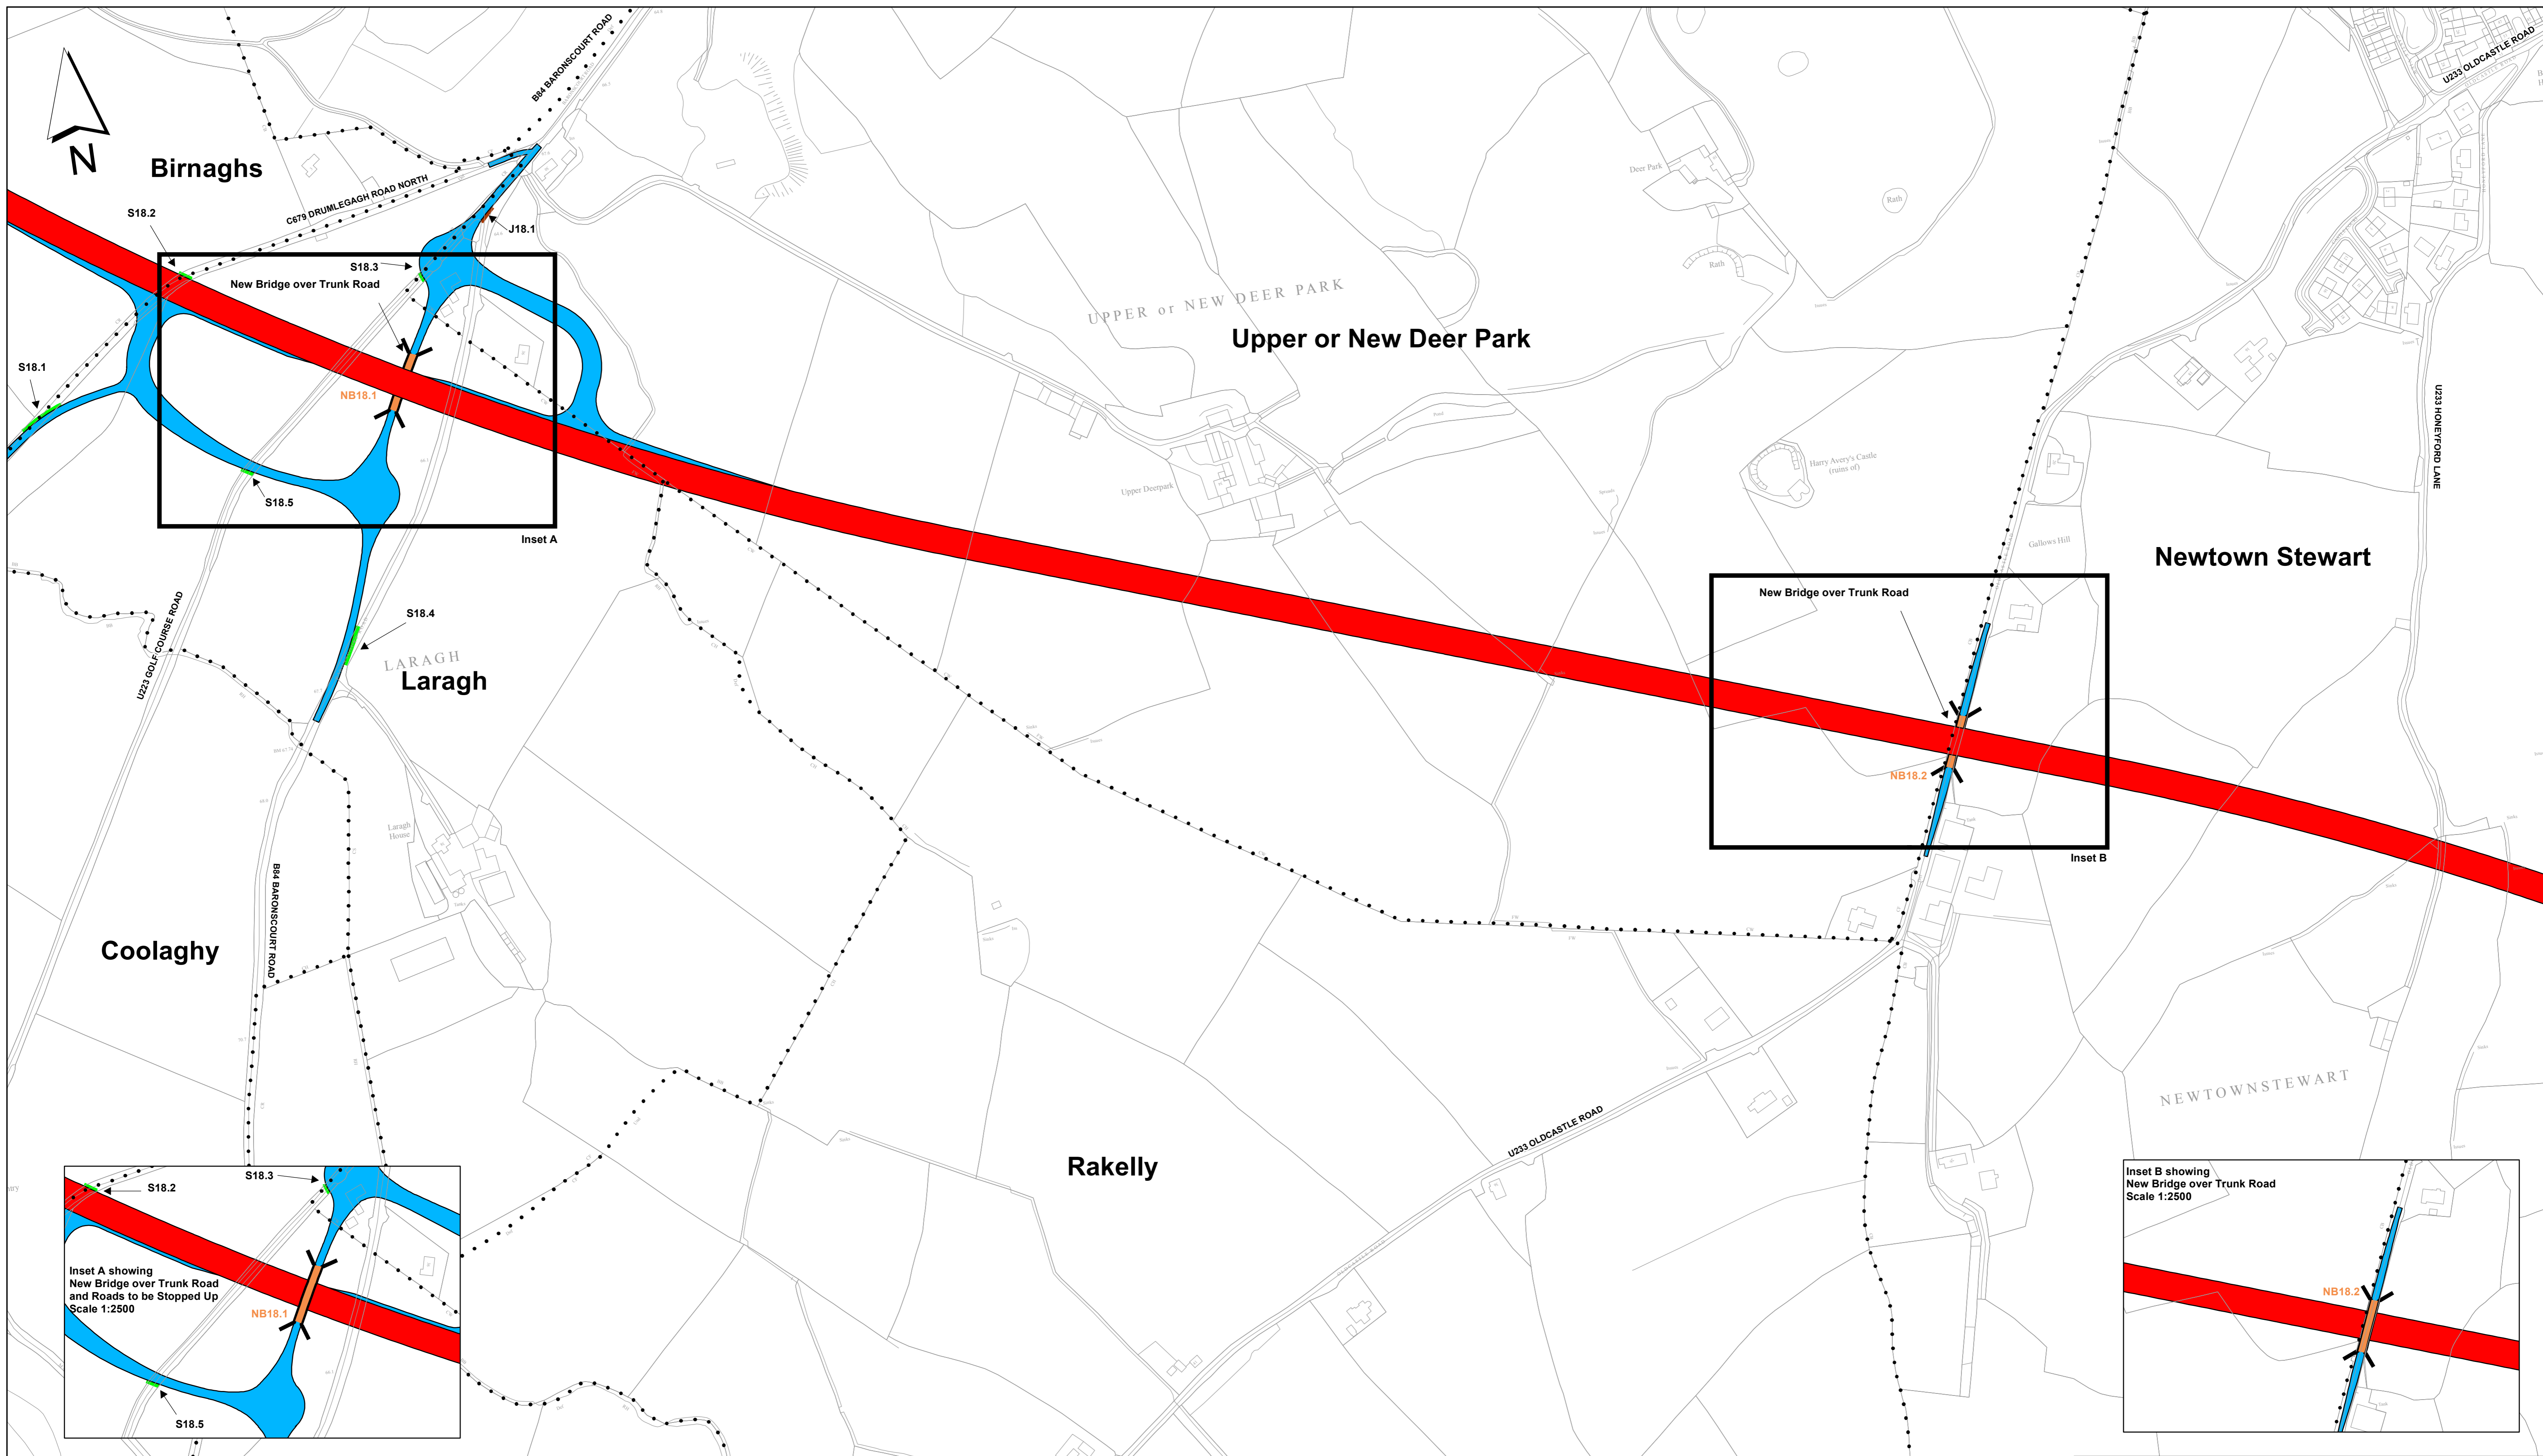 B84 BARONSCOURT ROAD
U233 OLDCASTLE ROAD
N
Birnaghs
C679 DRUMLEGAGH ROAD NORTH
S18.2
J18.1
S18.3
New Bridge over Trunk Road
S18.1
NB18.1
S18.5
Inset A
Deer Park
Rath
Rath
UPPER or NEW DEER PARK
Upper or New Deer Park
U233 HONEYFORD LANE
Harry Avery's Castle
(ruins of)
Upper Deerpark
Gallows Hill
Newtown Stewart
New Bridge over Trunk Road
NB18.2
Inset B
S18.4
U223 GOLF COURSE ROAD
LARAGH
Laragh
Laragh
House
B84 BARONSCOURT ROAD
Coolaghy
Rakelly
U233 OLDCASTLE ROAD
OLDCASTLE ROAD
NEWTOWNSTEWART
S18.3
S18.2
Inset A showing
New Bridge over Trunk Road
and Roads to be Stopped Up
Scale 1:2500
NB18.1
S18.5
Inset B showing
New Bridge over Trunk Road
Scale 1:2500
NB18.2